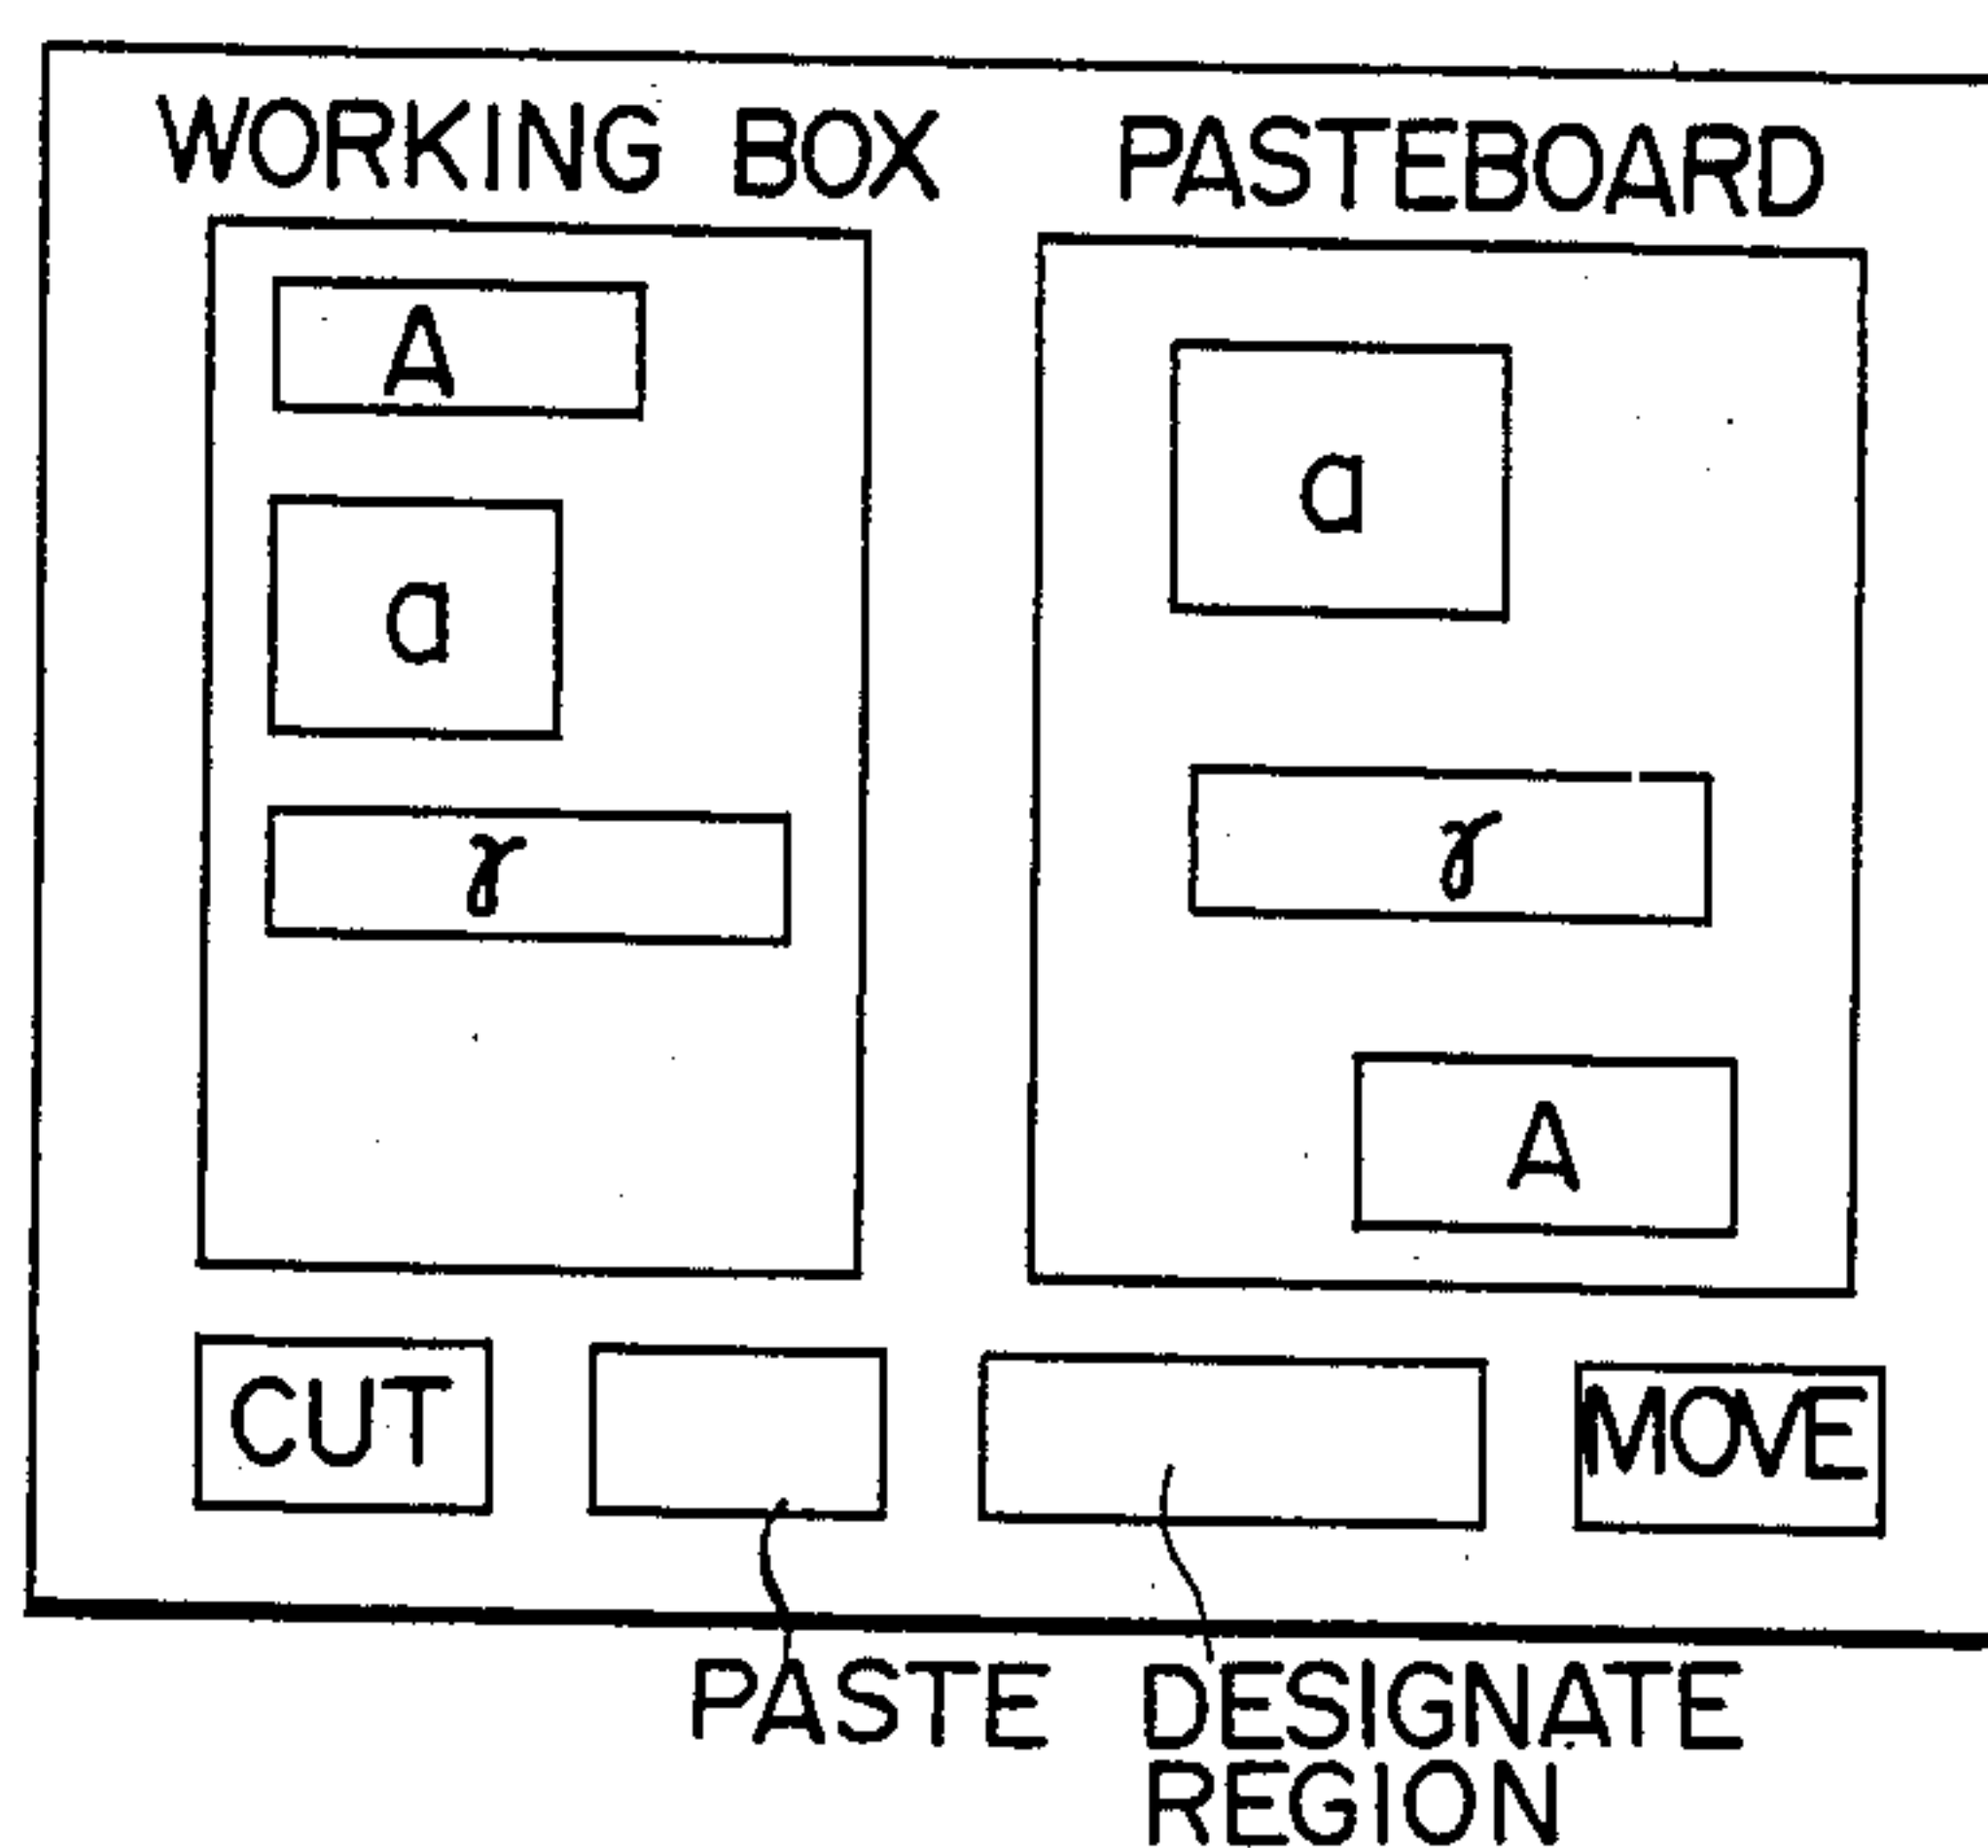 WORKING BOX PASTEBOARD
A
a
γ
a
γ
A
CUT MOVE
PASTE DESIGNATE
REGION